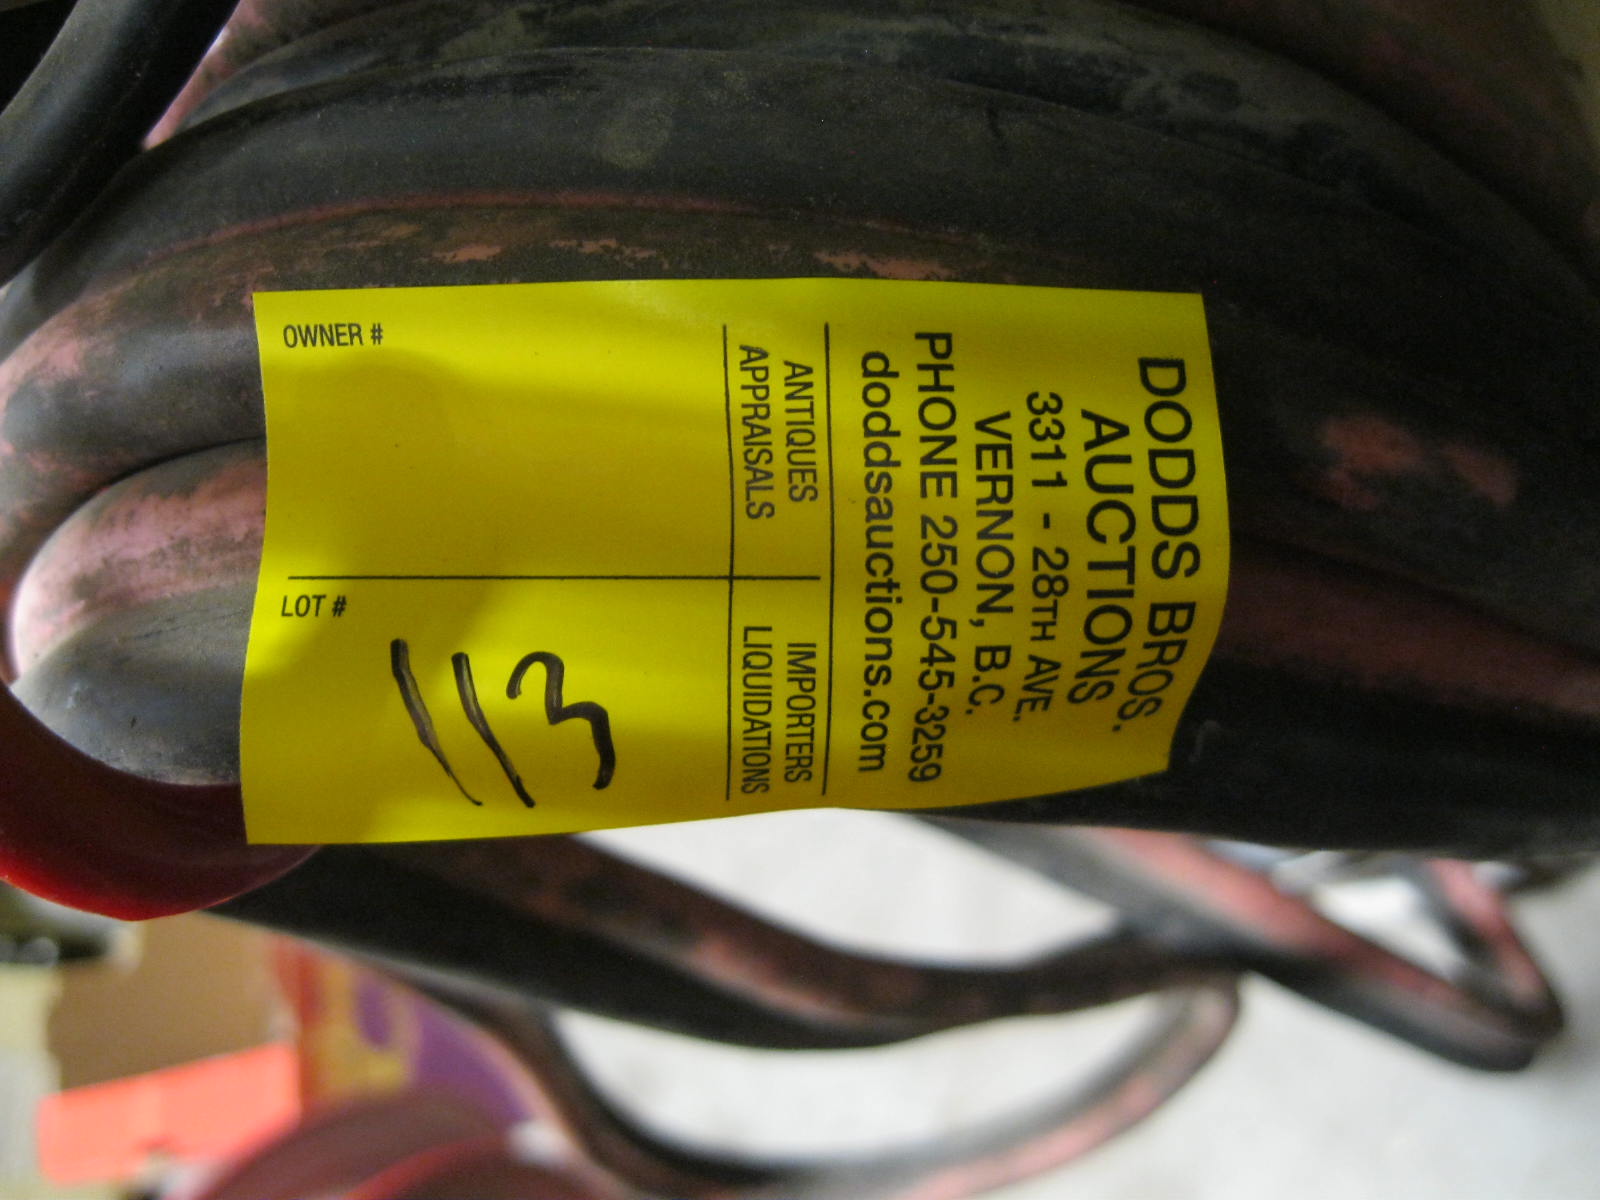 DODDS BROS.
AUCTIONS
3311 - 28TH AVE.
VERNON, B.C.
PHONE 250-545-3259
doddsauctions.com
ANTIQUES
APPRAISALS
IMPORTERS
LIQUIDATIONS
OWNER #
LOT #
113